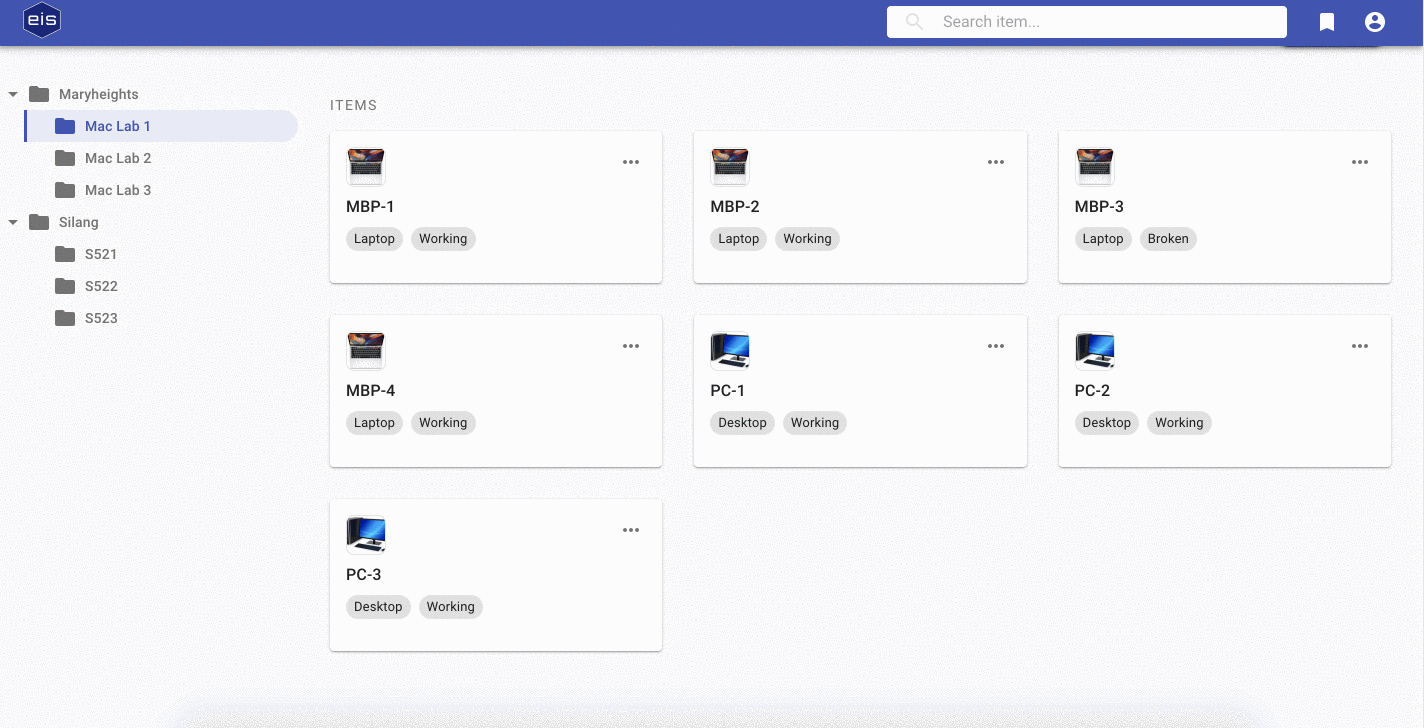 eis
Search item...
Maryheights
Mac Lab 1
Mac Lab 2
Mac Lab 3
Silang
S521
S522
S523
ITEMS
MBP-1
Laptop Working
MBP-2
Laptop Working
MBP-3
Laptop Broken
MBP-4
Laptop Working
PC-1
Desktop Working
PC-2
Desktop Working
PC-3
Desktop Working